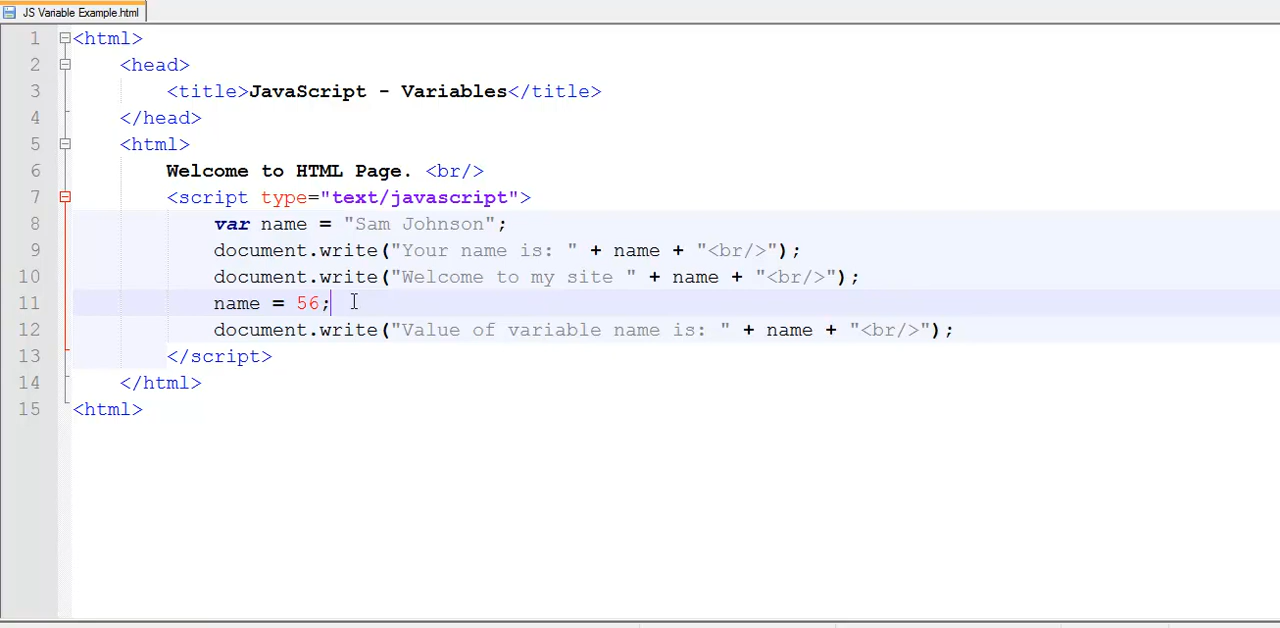 JS Variable Example.html
1 <html>
2 <head>
3 <title>JavaScript - Variables</title>
4 </head>
5 <html>
6 Welcome to HTML Page. <br/>
7 <script type="text/javascript">
8 var name = "Sam Johnson";
9 document.write("Your name is: " + name + "<br/>");
10 document.write("Welcome to my site " + name + "<br/>");
11 name = 56;
12 document.write("Value of variable name is: " + name + "<br/>");
13 </script>
14 </html>
15 <html>